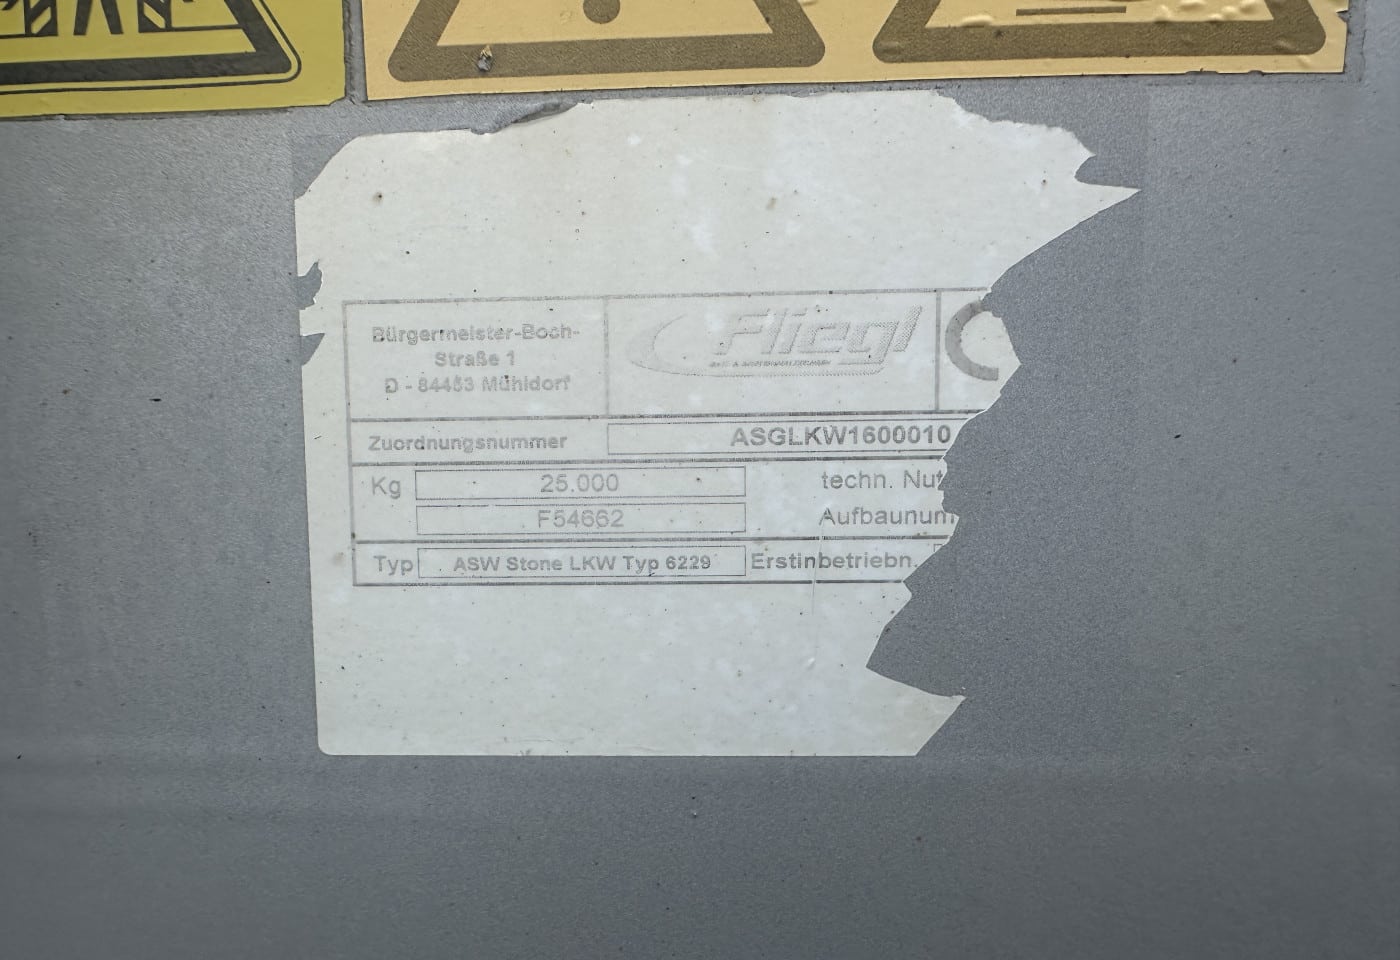 Bürgermeister-Boch-
Straße 1
D - 84453 Mühldorf
Fliegl
Zuordnungsnummer
ASGLKW1600010
Kg
25.000
techn. Nut
F54662
Aufbaunum
Typ
ASW Stone LKW Typ 6229
Erstinbetriebn.